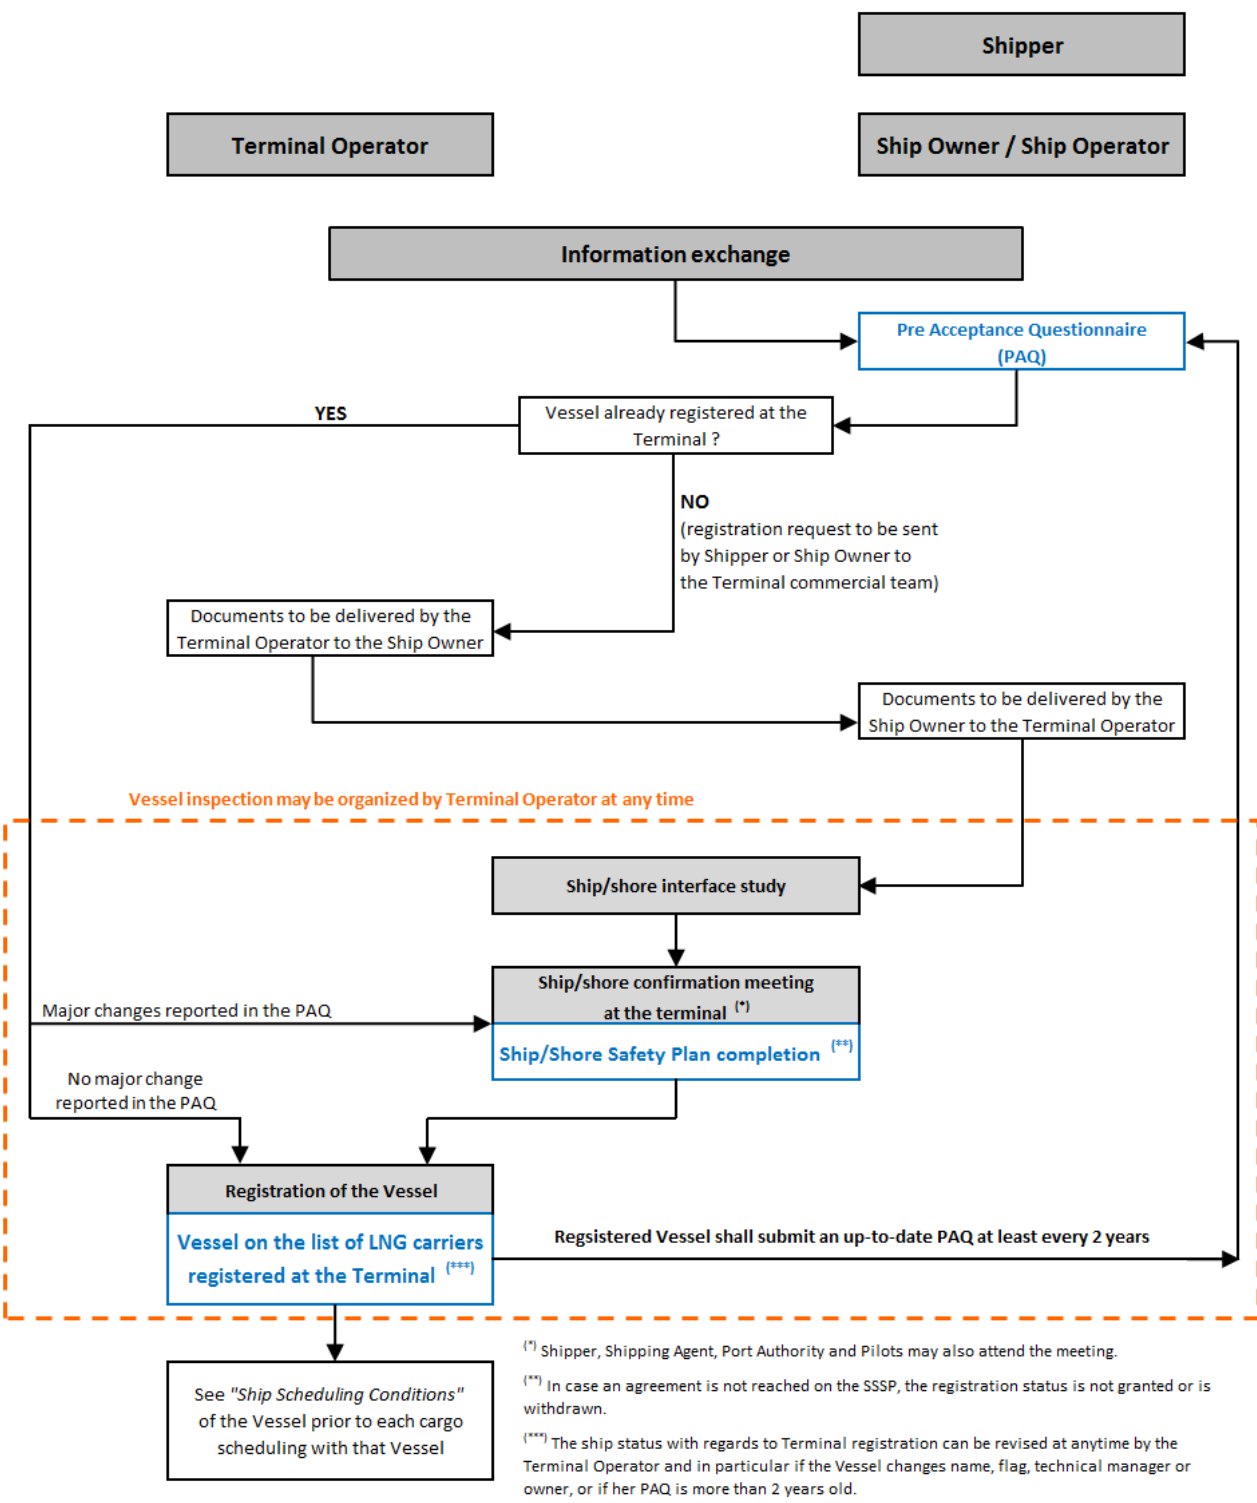 Shipper
Terminal Operator
Ship Owner / Ship Operator
Information exchange
Pre Acceptance Questionnaire
(PAQ)
YES
Vessel already registered at the
Terminal ?
NO
(registration request to be sent
by Shipper or Ship Owner to
the Terminal commercial team)
Documents to be delivered by the
Terminal Operator to the Ship Owner
Documents to be delivered by the
Ship Owner to the Terminal Operator
Vessel inspection may be organized by Terminal Operator at any time
Ship/shore interface study
Ship/shore confirmation meeting
at the terminal (*)
Major changes reported in the PAQ
Ship/Shore Safety Plan completion (**)
No major change
reported in the PAQ
Registration of the Vessel
Vessel on the list of LNG carriers
registered at the Terminal (***)
Regsistered Vessel shall submit an up-to-date PAQ at least every 2 years
See "Ship Scheduling Conditions"
of the Vessel prior to each cargo
scheduling with that Vessel
(*) Shipper, Shipping Agent, Port Authority and Pilots may also attend the meeting.
(**) In case an agreement is not reached on the SSSP, the registration status is not granted or is
withdrawn.
(***) The ship status with regards to Terminal registration can be revised at anytime by the
Terminal Operator and in particular if the Vessel changes name, flag, technical manager or
owner, or if her PAQ is more than 2 years old.